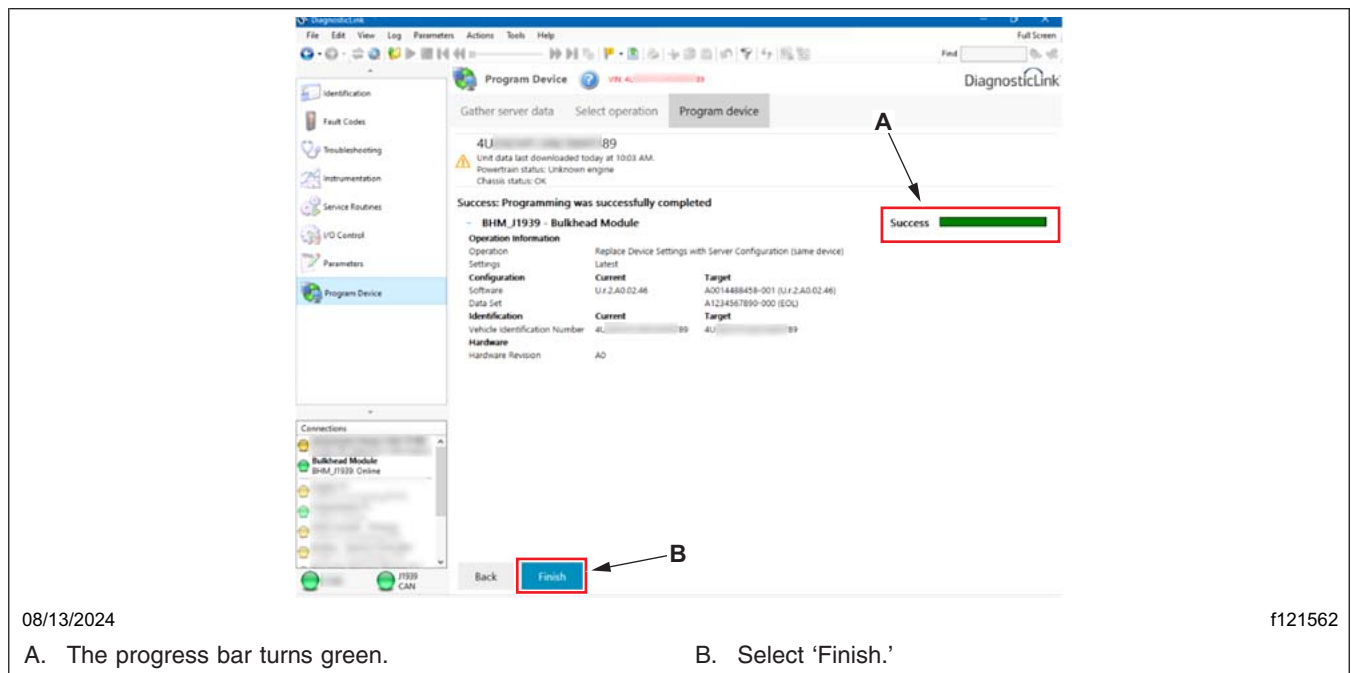 DiagnosticLink
File Edit View Log Parameters Actions Tools Help Full Screen
Find
Program Device VIN 4U 89 DiagnosticLink
Gather server data Select operation Program device
A
Identification
Fault Codes
Troubleshooting
Instrumentation
Service Routines
I/O Control
Parameters
Program Device
4U 89
Unit data last downloaded today at 10:03 AM.
Powertrain status: Unknown engine
Chassis status: OK
Success: Programming was successfully completed
- BHM_J1939 - Bulkhead Module
Success
Operation Information
Operation Replace Device Settings with Server Configuration (same device)
Settings Latest
Configuration Current Target
Software U.r.2.A0.02.46 A0014488458-001 (U.r.2.A0.02.46)
Data Set A1234567890-000 (EOL)
Identification Current Target
Vehicle Identification Number 4U 89 4U 89
Hardware
Hardware Revision A0
Connections
Bulkhead Module
BHM_J1939: Online
J1939
CAN
Back Finish
B
08/13/2024 f121562
A. The progress bar turns green. B. Select ‘Finish.’